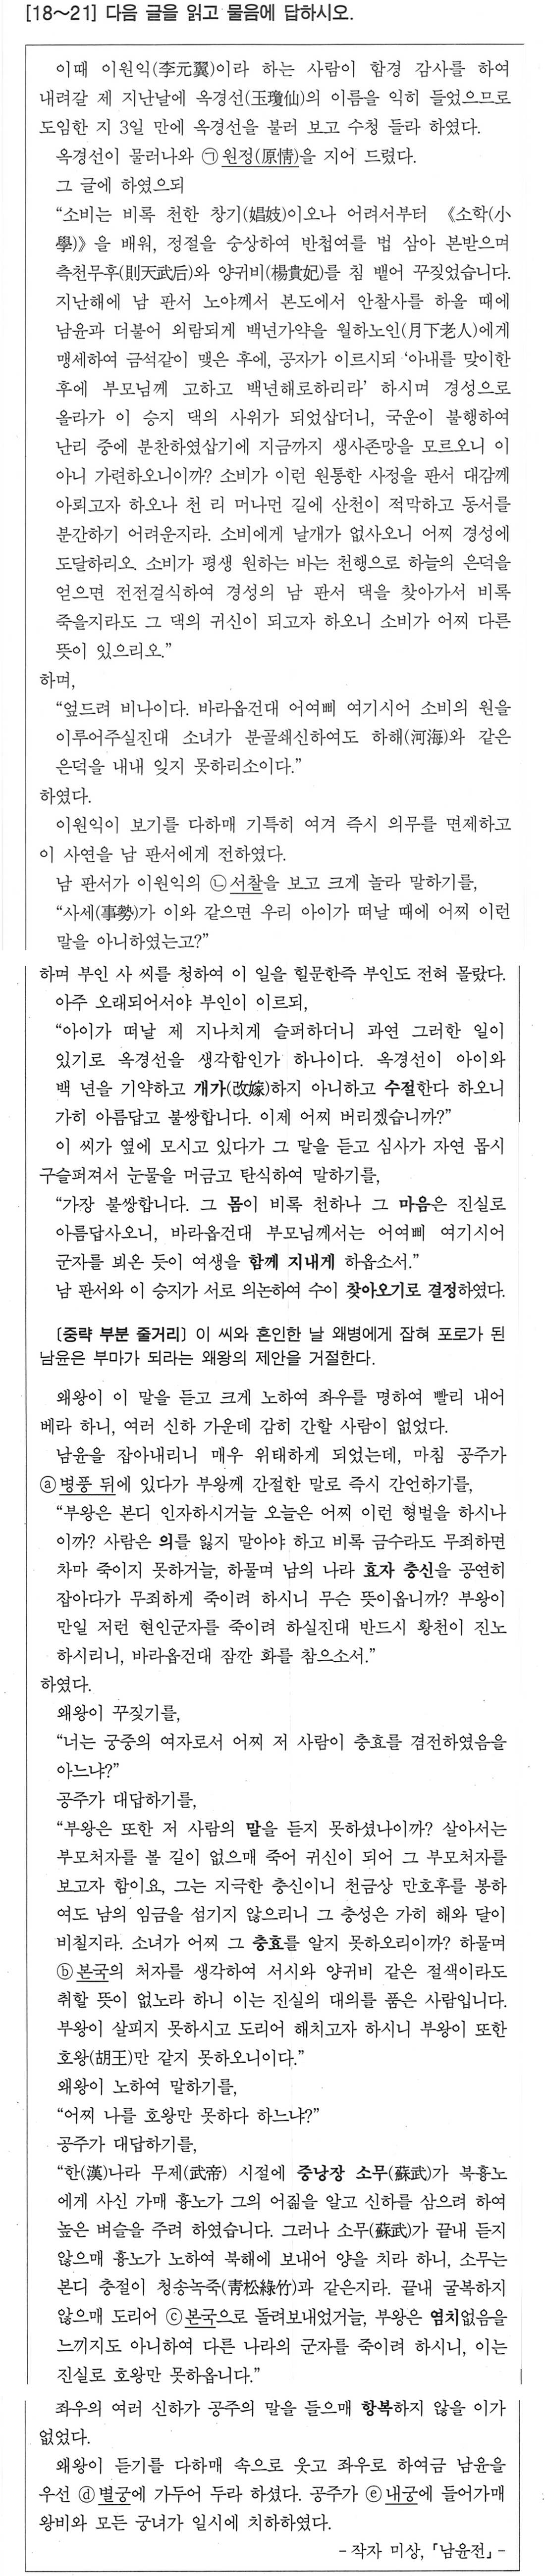 [18~21] 다음 글을 읽고 물음에 답하시오.
이때 이원익(李元翼)이라 하는 사람이 함경 감사를 하여
내려갈 제 지난날에 옥경선(玉瓊仙)의 이름을 익히 들었으므로
도임한 지 3일 만에 옥경선을 불러 보고 수청 들라 하였다.
옥경선이 물러나와 ㉠원정(原情)을 지어 드렸다.
그 글에 하였으되
“소비는 비록 천한 창기(娼妓)이오나 어려서부터 《소학(小
學)》을 배워, 정절을 숭상하여 반첩여를 법 삼아 본받으며
측천무후(則天武后)와 양귀비(楊貴妃)를 침 뱉어 꾸짖었습니다.
지난해에 남 판서 노야께서 본도에서 안찰사를 하올 때에
남윤과 더불어 외람되게 백년가약을 월하노인(月下老人)에게
맹세하여 금석같이 맺은 후에, 공자가 이르시되 ‘아내를 맞이한
후에 부모님께 고하고 백년해로하리라’ 하시며 경성으로
올라가 이 승지 댁의 사위가 되었삽더니, 국운이 불행하여
난리 중에 분찬하였삽기에 지금까지 생사존망을 모르오니 이
아니 가련하오니이까? 소비가 이런 원통한 사정을 판서 대감께
아뢰고자 하오나 천 리 머나먼 길에 산천이 적막하고 동서를
분간하기 어려운지라. 소비에게 날개가 없사오니 어찌 경성에
도달하리오. 소비가 평생 원하는 바는 천행으로 하늘의 은덕을
얻으면 전전걸식하여 경성의 남 판서 댁을 찾아가서 비록
죽을지라도 그 댁의 귀신이 되고자 하오니 소비가 어찌 다른
뜻이 있으리오.”
하며,
“엎드려 비나이다. 바라옵건대 어여삐 여기시어 소비의 원을
이루어주실진대 소녀가 분골쇄신하여도 하해(河海)와 같은
은덕을 내내 잊지 못하리소이다.”
하였다.
이원익이 보기를 다하매 기특히 여겨 즉시 의무를 면제하고
이 사연을 남 판서에게 전하였다.
남 판서가 이원익의 ㉡서찰을 보고 크게 놀라 말하기를,
“사세(事勢)가 이와 같으면 우리 아이가 떠날 때에 어찌 이런
말을 아니하였는고?”
하며 부인 사 씨를 청하여 이 일을 힐문한즉 부인도 전혀 몰랐다.
아주 오래되어서야 부인이 이르되,
“아이가 떠날 제 지나치게 슬퍼하더니 과연 그러한 일이
있기로 옥경선을 생각함인가 하나이다. 옥경선이 아이와
백 년을 기약하고 개가(改嫁)하지 아니하고 수절한다 하오니
가히 아름답고 불쌍합니다. 이제 어찌 버리겠습니까?”
이 씨가 옆에 모시고 있다가 그 말을 듣고 심사가 자연 몹시
구슬퍼져서 눈물을 머금고 탄식하여 말하기를,
“가장 불쌍합니다. 그 몸이 비록 천하나 그 마음은 진실로
아름답사오니, 바라옵건대 부모님께서는 어여삐 여기시어
군자를 뵈온 듯이 여생을 함께 지내게 하옵소서.”
남 판서와 이 승지가 서로 의논하여 수이 찾아오기로 결정하였다.
〔중략 부분 줄거리〕 이 씨와 혼인한 날 왜병에게 잡혀 포로가 된
남윤은 부마가 되라는 왜왕의 제안을 거절한다.
왜왕이 이 말을 듣고 크게 노하여 좌우를 명하여 빨리 내어
베라 하니, 여러 신하 가운데 감히 간할 사람이 없었다.
남윤을 잡아내리니 매우 위태하게 되었는데, 마침 공주가
ⓐ병풍 뒤에 있다가 부왕께 간절한 말로 즉시 간언하기를,
“부왕은 본디 인자하시거늘 오늘은 어찌 이런 형벌을 하시나
이까? 사람은 의를 잃지 말아야 하고 비록 금수라도 무죄하면
차마 죽이지 못하거늘, 하물며 남의 나라 효자 충신을 공연히
잡아다가 무죄하게 죽이려 하시니 무슨 뜻이옵니까? 부왕이
만일 저런 현인군자를 죽이려 하실진대 반드시 황천이 진노
하시리니, 바라옵건대 잠깐 화를 참으소서.”
하였다.
왜왕이 꾸짖기를,
“너는 궁중의 여자로서 어찌 저 사람이 충효를 겸전하였음을
아느냐?”
공주가 대답하기를,
“부왕은 또한 저 사람의 말을 듣지 못하셨나이까? 살아서는
부모처자를 볼 길이 없으매 죽어 귀신이 되어 그 부모처자를
보고자 함이요, 그는 지극한 충신이니 천금상 만호후를 봉하
여도 남의 임금을 섬기지 않으리니 그 충성은 가히 해와 달이
비칠지라. 소녀가 어찌 그 충효를 알지 못하오리이까? 하물며
ⓑ본국의 처자를 생각하여 서시와 양귀비 같은 절색이라도
취할 뜻이 없노라 하니 이는 진실의 대의를 품은 사람입니다.
부왕이 살피지 못하시고 도리어 해치고자 하시니 부왕이 또한
호왕(胡王)만 같지 못하오니이다.”
왜왕이 노하여 말하기를,
“어찌 나를 호왕만 못하다 하느냐?”
공주가 대답하기를,
“한(漢)나라 무제(武帝) 시절에 중낭장 소무(蘇武)가 북흉노
에게 사신 가매 흉노가 그의 어짊을 알고 신하를 삼으려 하여
높은 벼슬을 주려 하였습니다. 그러나 소무(蘇武)가 끝내 듣지
않으매 흉노가 노하여 북해에 보내어 양을 치라 하니, 소무는
본디 충절이 청송녹죽(靑松綠竹)과 같은지라. 끝내 굴복하지
않으매 도리어 ⓒ본국으로 돌려보내었거늘, 부왕은 염치없음을
느끼지도 아니하여 다른 나라의 군자를 죽이려 하시니, 이는
진실로 호왕만 못하옵니다.”
좌우의 여러 신하가 공주의 말을 들으매 항복하지 않을 이가
없었다.
왜왕이 듣기를 다하매 속으로 웃고 좌우로 하여금 남윤을
우선 ⓓ별궁에 가두어 두라 하셨다. 공주가 ⓔ내궁에 들어가매
왕비와 모든 궁녀가 일시에 치하하였다.
- 작자 미상, 「남윤전」 -